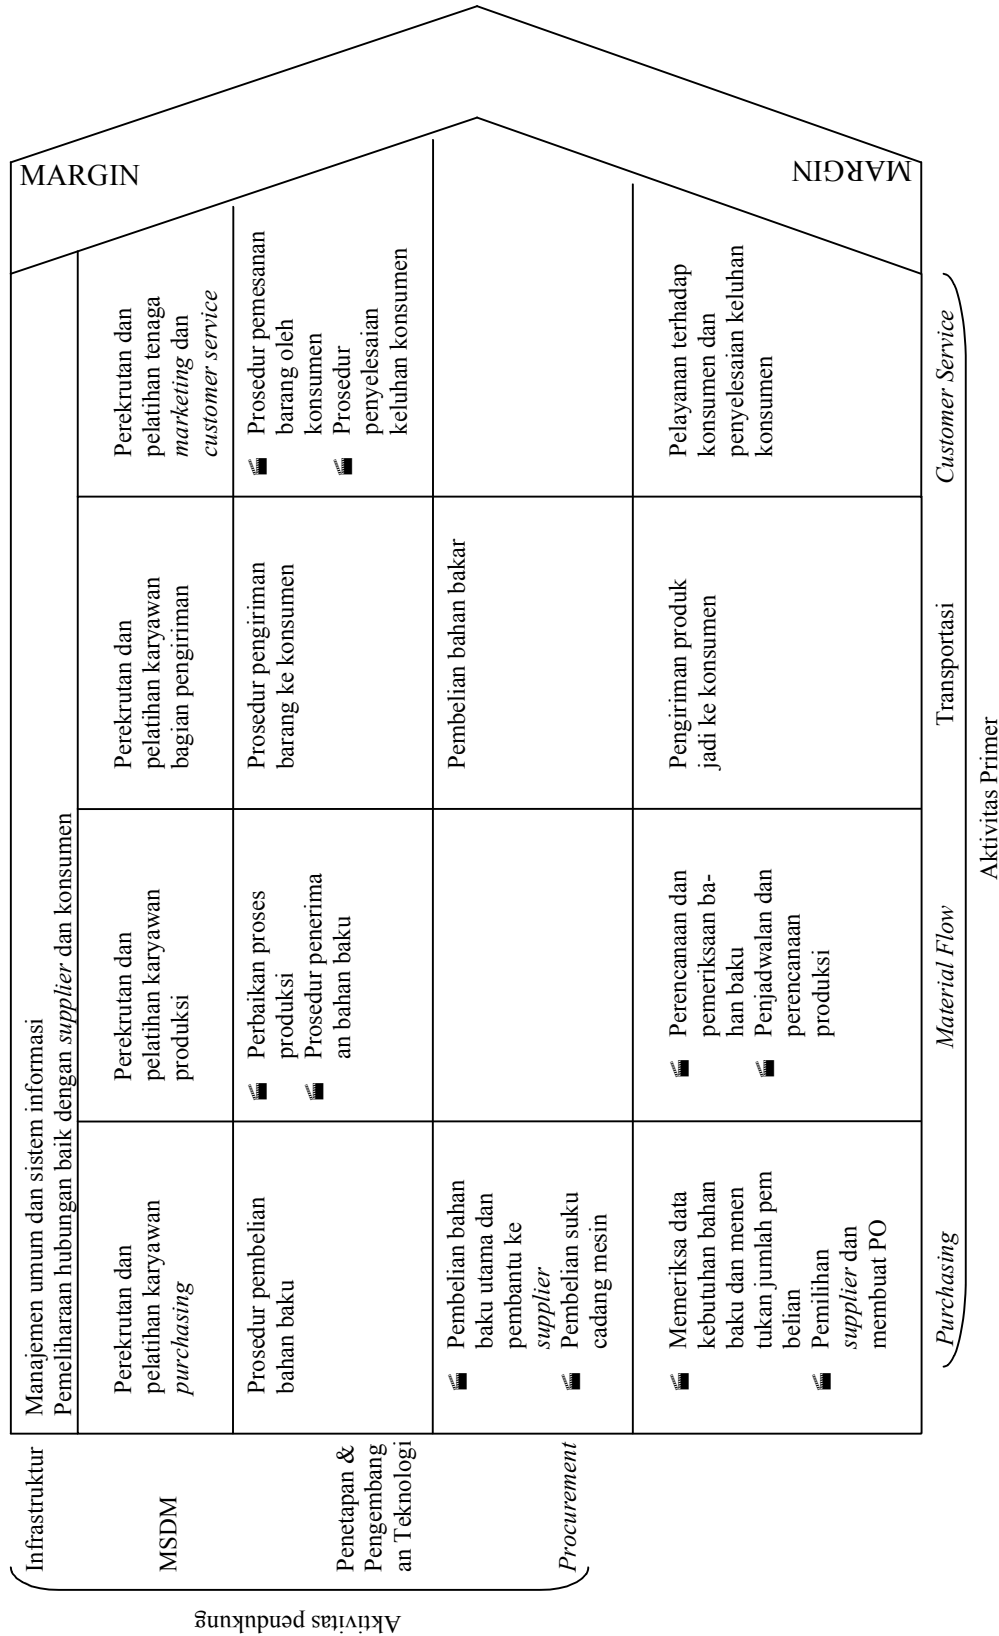 Aktivitas pendukung
Infrastruktur
Manajemen umum dan sistem informasi
Pemeliharaan hubungan baik dengan supplier dan konsumen
MARGIN
MSDM
Perekrutan dan
pelatihan karyawan
purchasing
Perekrutan dan
pelatihan karyawan
produksi
Perekrutan dan
pelatihan karyawan
bagian pengiriman
Perekrutan dan
pelatihan tenaga
marketing dan
customer service
Penetapan &
Pengembang
an Teknologi
Prosedur pembelian
bahan baku
Perbaikan proses
produksi
Prosedur penerima
an bahan baku
Prosedur pengiriman
barang ke konsumen
Prosedur pemesanan
barang oleh
konsumen
Prosedur
penyelesaian
keluhan konsumen
Procurement
Pembelian bahan
baku utama dan
pembantu ke
supplier
Pembelian suku
cadang mesin
Pembelian bahan bakar
Memeriksa data
kebutuhan bahan
baku dan menen
tukan jumlah pem
belian
Pemilihan
supplier dan
membuat PO
Perencanaan dan
pemeriksaan ba-
han baku
Penjadwalan dan
perencanaan
produksi
Pengiriman produk
jadi ke konsumen
Pelayanan terhadap
konsumen dan
penyelesaian keluhan
konsumen
MARGIN
Purchasing
Material Flow
Transportasi
Customer Service
Aktivitas Primer